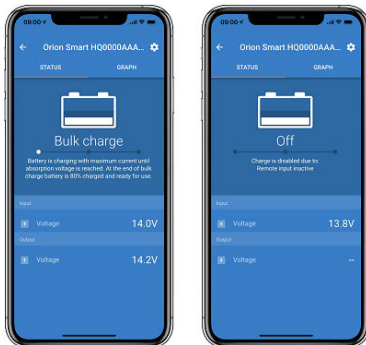 09:00
Orion Smart HQ0000AAA...
STATUS GRAPH
Bulk charge
Battery is charging with maximum current until
absorption voltage is reached. At the end of bulk
charge battery is 80% charged and ready for use.
Input
Voltage 14.0V
Output
Voltage 14.2V
09:00
Orion Smart HQ0000AAA...
STATUS GRAPH
Off
Charge is disabled due to:
Remote input inactive
Input
Voltage 13.8V
Output
Voltage --